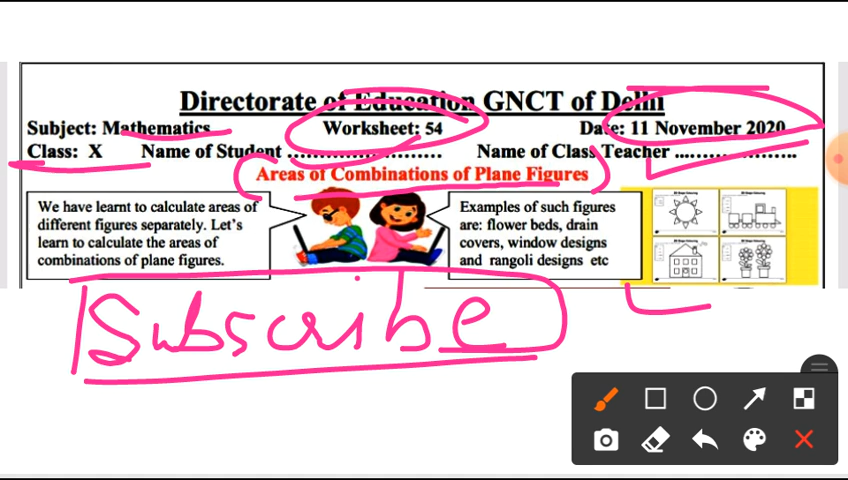 Directorate of Education GNCT of Delhi
Subject: Mathematics Worksheet: 54 Date: 11 November 2020
Class: X Name of Student ........................ Name of Class Teacher ...................
Areas of Combinations of Plane Figures
We have learnt to calculate areas of
different figures separately. Let's
learn to calculate the areas of
combinations of plane figures.
Examples of such figures
are: flower beds, drain
covers, window designs
and rangoli designs etc
Subscribe